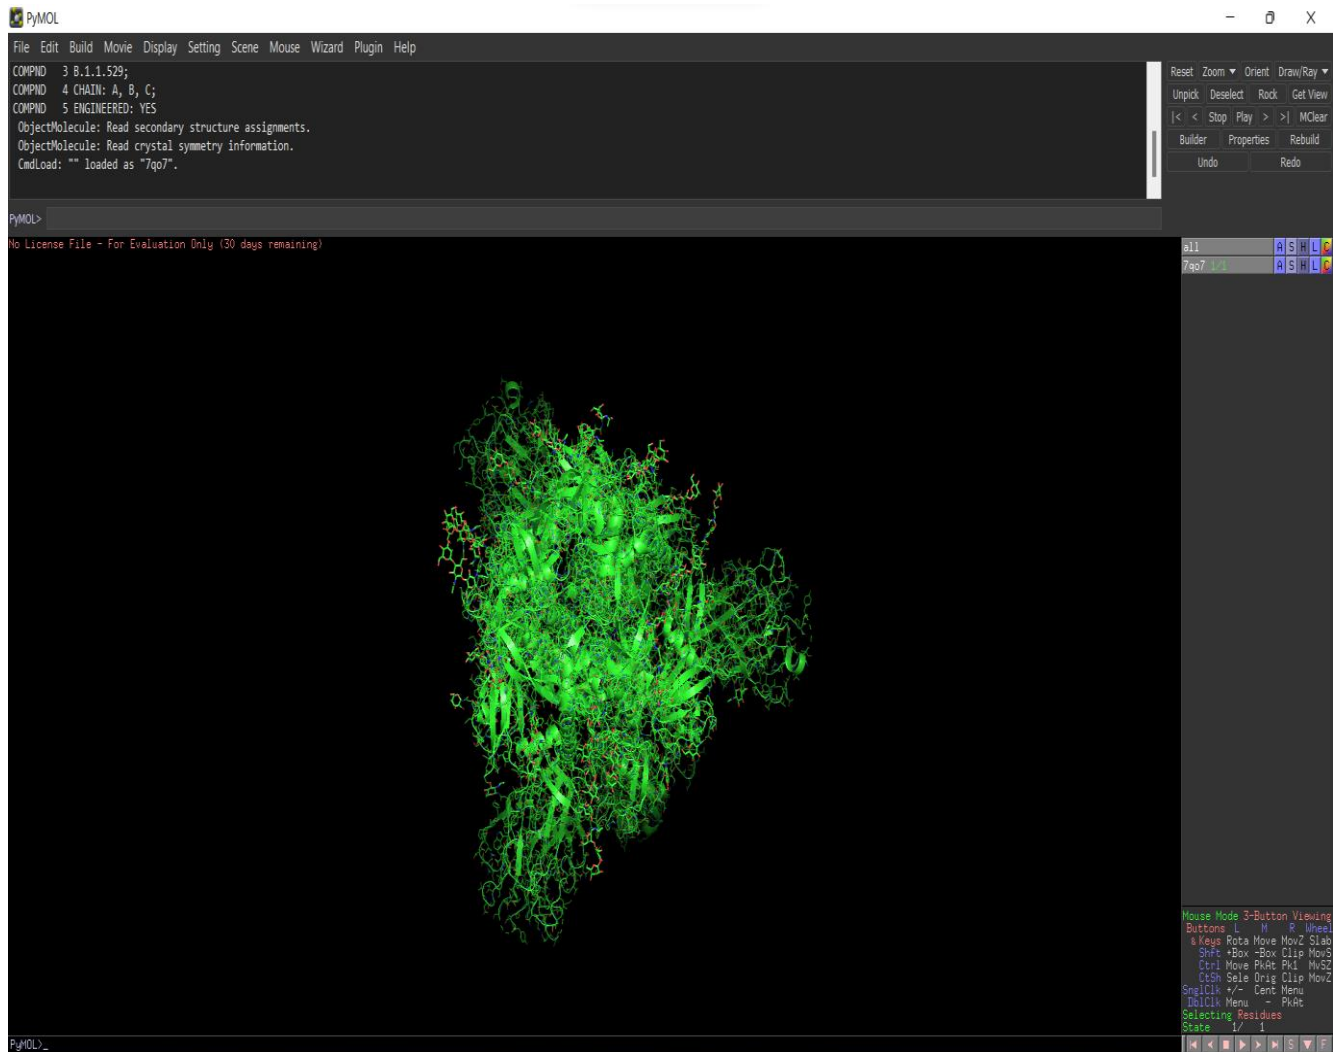 PyMOL
File Edit Build Movie Display Setting Scene Mouse Wizard Plugin Help
COMPND 3 B.1.1.529;
COMPND 4 CHAIN: A, B, C;
COMPND 5 ENGINEERED: YES
ObjectMolecule: Read secondary structure assignments.
ObjectMolecule: Read crystal symmetry information.
CmdLoad: "" loaded as "7qo7".
PyMOL>
Reset Zoom ▼ Orient Draw/Ray ▼
Unpick Deselect Rock Get View
|< < Stop Play > >| MClear
Builder Properties Rebuild
Undo Redo
No License File - For Evaluation Only (30 days remaining)
all A S H L C
7qo7 1/1 A S H L C
Mouse Mode 3-Button Viewing
Buttons L M R Wheel
& Keys Rota Move MovZ Slab
Shft +Box -Box Clip MovS
Ctrl Move PkAt Pk1 MvSZ
CtSh Sele Orig Clip MovZ
SnglClk +/- Cent Menu
DblClk Menu - PkAt
Selecting Residues
State 1/ 1
PyMOL>_
S ▼ F